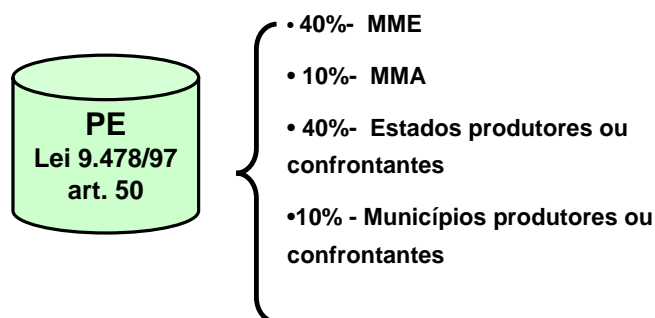 PE
Lei 9.478/97
art. 50
• 40%- MME
• 10%- MMA
• 40%- Estados produtores ou
confrontantes
•10% - Municípios produtores ou
confrontantes